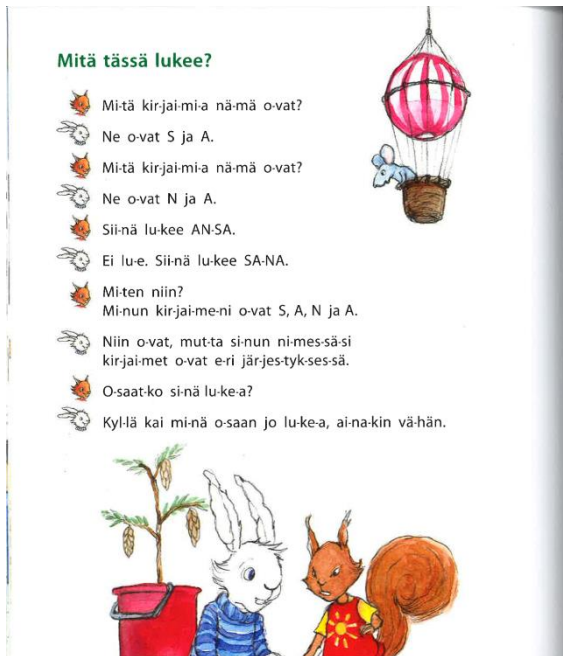 Mitä tässä lukee?
Mi-tä kir-jai-mi-a nä-mä o-vat?
Ne o-vat S ja A.
Mi-tä kir-jai-mi-a nä-mä o-vat?
Ne o-vat N ja A.
Sii-nä lu-kee AN-SA.
Ei lu-e. Sii-nä lu-kee SA-NA.
Mi-ten niin?
Mi-nun kir-jai-me-ni o-vat S, A, N ja A.
Niin o-vat, mut-ta si-nun ni-mes-sä-si
kir-jai-met o-vat e-ri jär-jes-tyk-ses-sä.
O-saat-ko si-nä lu-ke-a?
Kyl-lä kai mi-nä o-saan jo lu-ke-a, ai-na-kin vä-hän.